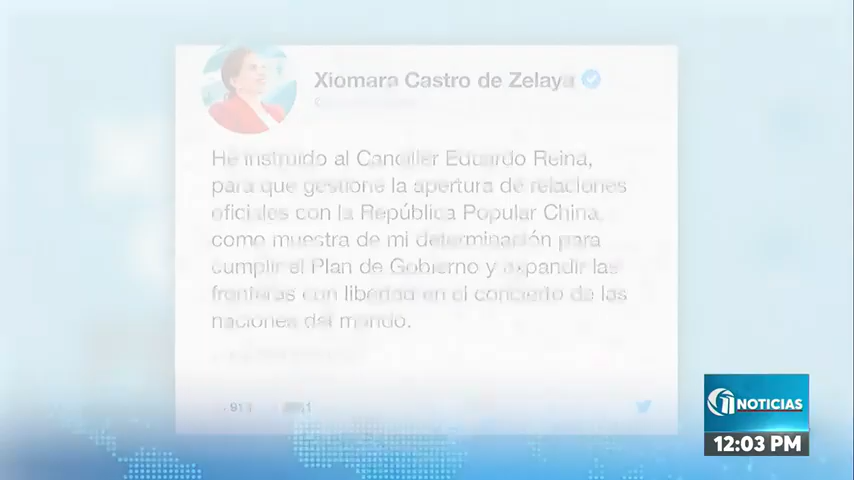 Xiomara Castro de Zelaya
He instruido al Canciller Eduardo Reina,
para que gestione la apertura de relaciones
oficiales con la República Popular China,
como muestra de mi determinación para
cumplir el Plan de Gobierno y expandir las
fronteras con libertad en el concierto de las
naciones del mundo.
NOTICIAS
12:03 PM